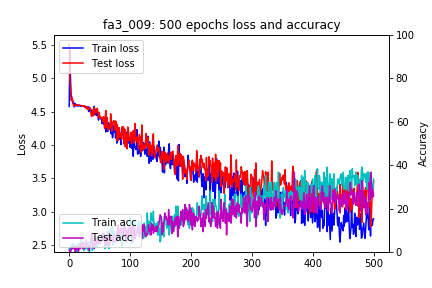 fa3_009: 500 epochs loss and accuracy
Train loss
Test loss
Train acc
Test acc
Loss
5.5
5.0
4.5
4.0
3.5
3.0
2.5
Accuracy
100
80
60
40
20
0
0
100
200
300
400
500